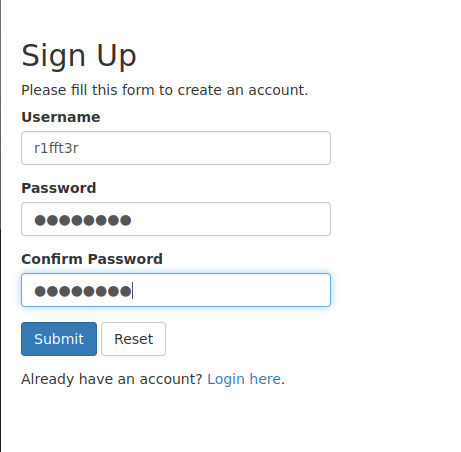 Sign Up
Please fill this form to create an account.
Username
r1fft3r
Password
●●●●●●●●
Confirm Password
●●●●●●●●
Submit Reset
Already have an account? Login here.